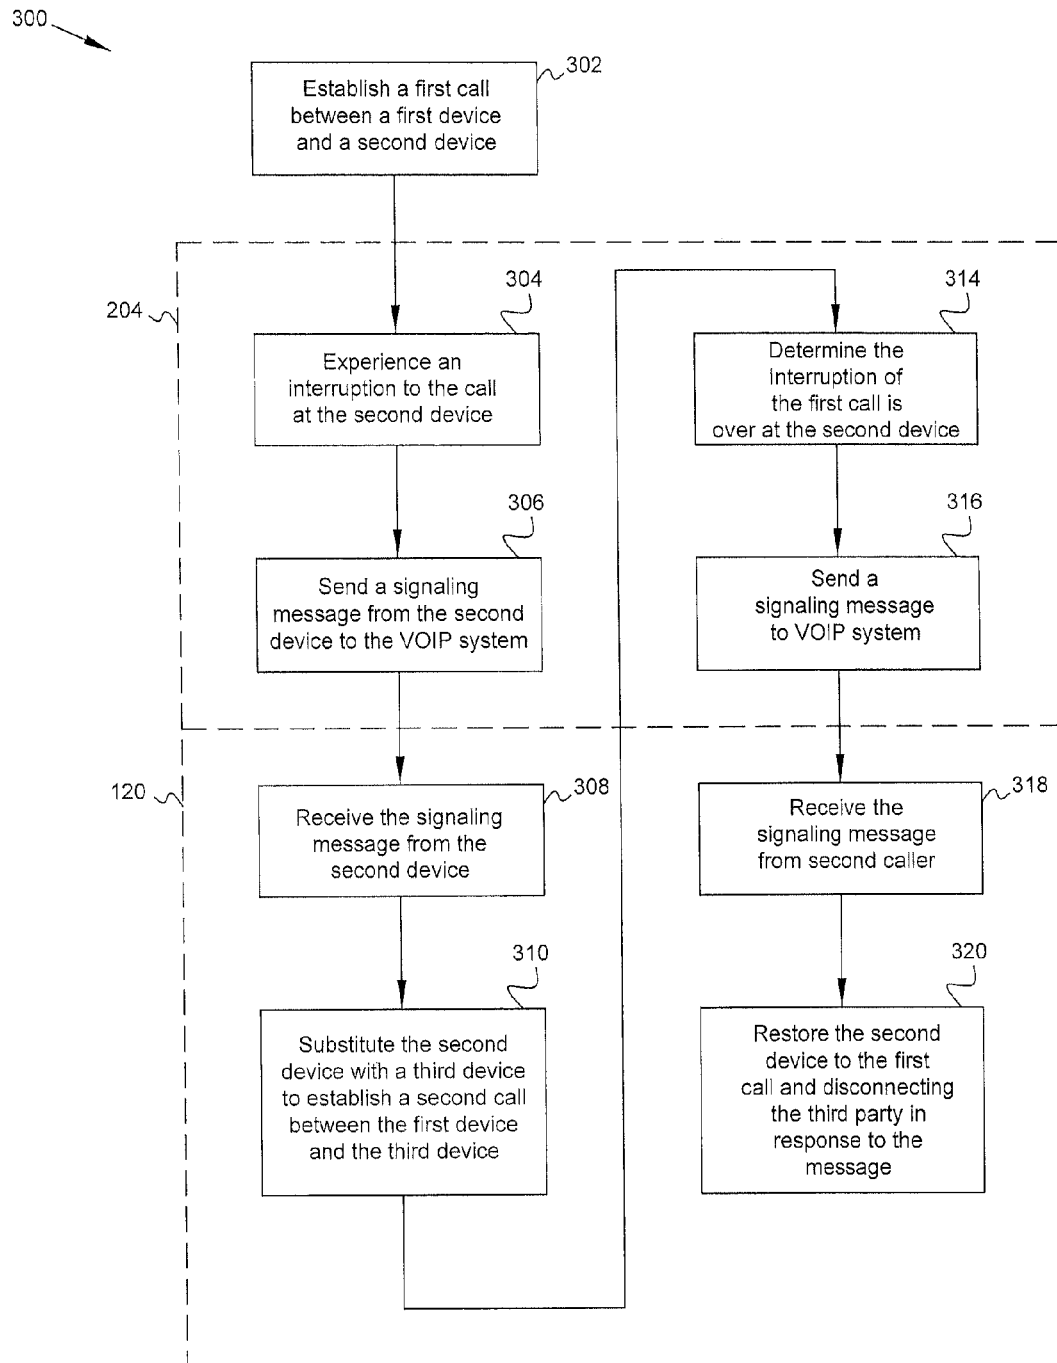 300
302
Establish a first call
between a first device
and a second device
204
304
Experience an
interruption to the call
at the second device
306
Send a signaling
message from the second
device to the VOIP system
120
308
Receive the signaling
message from the
second device
310
Substitute the second
device with a third device
to establish a second call
between the first device
and the third device
314
Determine the
interruption of
the first call is
over at the second device
316
Send a
signaling message
to VOIP system
318
Receive the
signaling message
from second caller
320
Restore the second
device to the first
call and disconnecting
the third party in
response to the
message